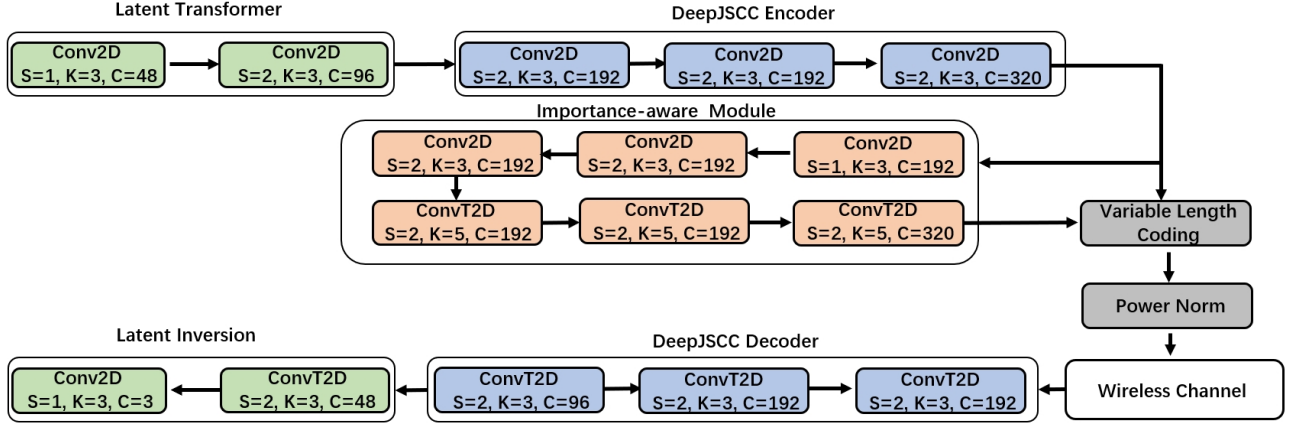 Latent Transformer
DeepJSCC Encoder
Conv2D
S=1, K=3, C=48
Conv2D
S=2, K=3, C=96
Conv2D
S=2, K=3, C=192
Conv2D
S=2, K=3, C=192
Conv2D
S=2, K=3, C=320
Importance-aware Module
Conv2D
S=2, K=3, C=192
Conv2D
S=2, K=3, C=192
Conv2D
S=1, K=3, C=192
ConvT2D
S=2, K=5, C=192
ConvT2D
S=2, K=5, C=192
ConvT2D
S=2, K=5, C=320
Variable Length
Coding
Power Norm
Latent Inversion
DeepJSCC Decoder
Conv2D
S=1, K=3, C=3
ConvT2D
S=2, K=3, C=48
ConvT2D
S=2, K=3, C=96
ConvT2D
S=2, K=3, C=192
ConvT2D
S=2, K=3, C=192
Wireless Channel